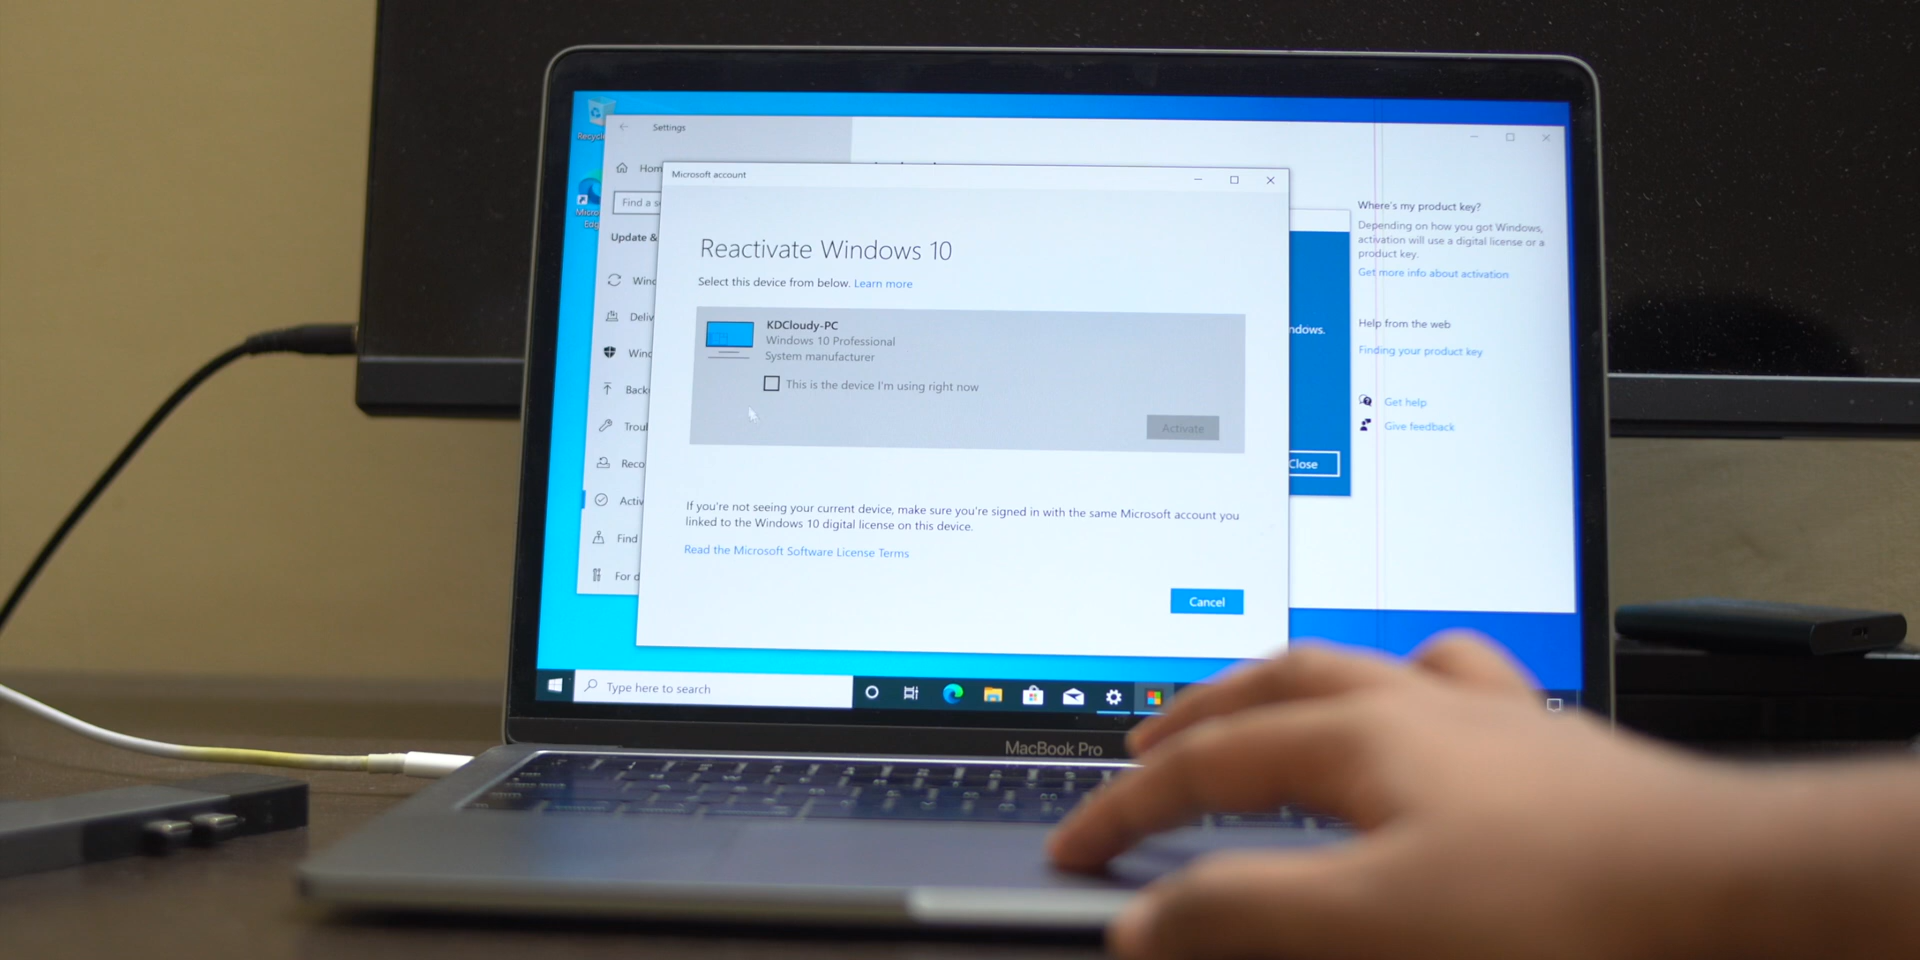 Settings
Microsoft account
Find a
Update &
Reactivate Windows 10
Select this device from below. Learn more
KDCloudy-PC
Windows 10 Professional
System manufacturer
This is the device I'm using right now
Activate
If you're not seeing your current device, make sure you're signed in with the same Microsoft account you
linked to the Windows 10 digital license on this device.
Read the Microsoft Software License Terms
Cancel
Find
For
Close
Where's my product key?
Depending on how you got Windows,
activation will use a digital license or a
product key.
Get more info about activation
Help from the web
Finding your product key
Get help
Give feedback
Type here to search
MacBook Pro